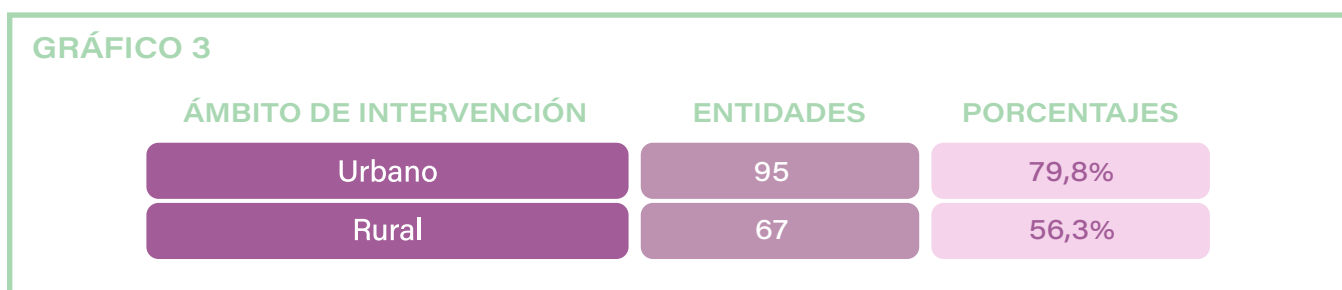 GRÁFICO 3
ÁMBITO DE INTERVENCIÓN ENTIDADES PORCENTAJES
Urbano 95 79,8%
Rural 67 56,3%